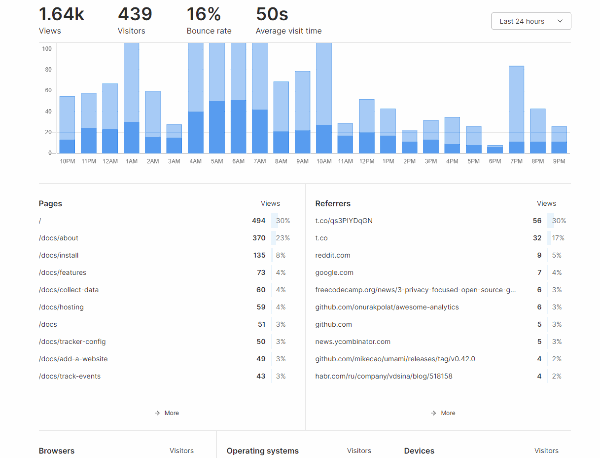 1.64k 439 16% 50s
Views Visitors Bounce rate Average visit time
Last 24 hours
100
80
60
40
20
0
10PM 11PM 12AM 1AM 2AM 3AM 4AM 5AM 6AM 7AM 8AM 9AM 10AM 11AM 12PM 1PM 2PM 3PM 4PM 5PM 6PM 7PM 8PM 9PM
Pages Views
/ 494 30%
/docs/about 370 23%
/docs/install 135 8%
/docs/features 73 4%
/docs/collect-data 60 4%
/docs/hosting 59 4%
/docs 51 3%
/docs/tracker-config 50 3%
/docs/add-a-website 49 3%
/docs/track-events 43 3%
More
Referrers Views
56 30%
t.co 32 17%
reddit.com 9 5%
google.com 7 4%
freecodecamp.org/news/3-privacy-focused-open-source-g... 6 3%
github.com/onurakpolat/awesome-analytics 6 3%
github.com 5 3%
news.ycombinator.com 5 3%
github.com/mikecao/umami/releases/tag/v0.42.0 4 2%
habr.com/ru/company/vdsina/blog/518158 4 2%
More
Browsers Visitors
Operating systems Visitors
Devices Visitors